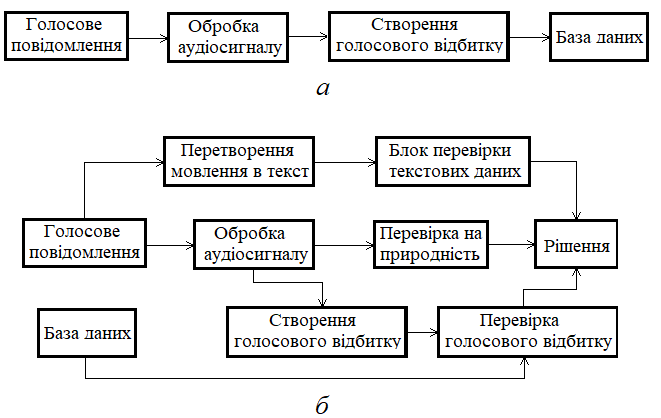 Голосове
повідомлення
Обробка
аудіосигналу
Створення
голосового відбитку
База даних
а
Перетворення
мовлення в текст
Блок перевірки
текстових даних
Голосове
повідомлення
Обробка
аудіосигналу
Перевірка на
природність
Рішення
База даних
Створення
голосового відбитку
Перевірка
голосового відбитку
б